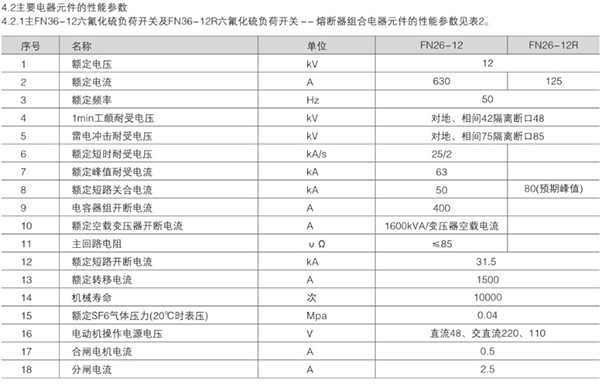 4.2主要电器元件的性能参数
4.2.1主FN36-12六氟化硫负荷开关及FN36-12R六氟化硫负荷开关 -- 熔断器组合电器元件的性能参数见表2。
序号 名称 单位 FN26-12 FN26-12R
1 额定电压 kV 12
2 额定电流 A 630 125
3 额定频率 Hz 50
4 1min工频耐受电压 kV 对地、相间42隔离断口48
5 雷电冲击耐受电压 kV 对地、相间75隔离断口85
6 额定短时耐受电压 kA/s 25/2
7 额定峰值耐受电流 kA 63
8 额定短路关合电流 kA 50 80(预期峰值)
9 电容器组开断电流 A 400
10 额定空载变压器开断电流 A 1600kVA/变压器空载电流
11 主回路电阻 υ Ω ≤85
12 额定短路开断电流 kA 31.5
13 额定转移电流 A 1500
14 机械寿命 次 10000
15 额定SF6气体压力(20℃时表压) Mpa 0.04
16 电动机操作电源电压 V 直流48、交直流220、110
17 合闸电机电流 A 0.5
18 分闸电流 A 2.5